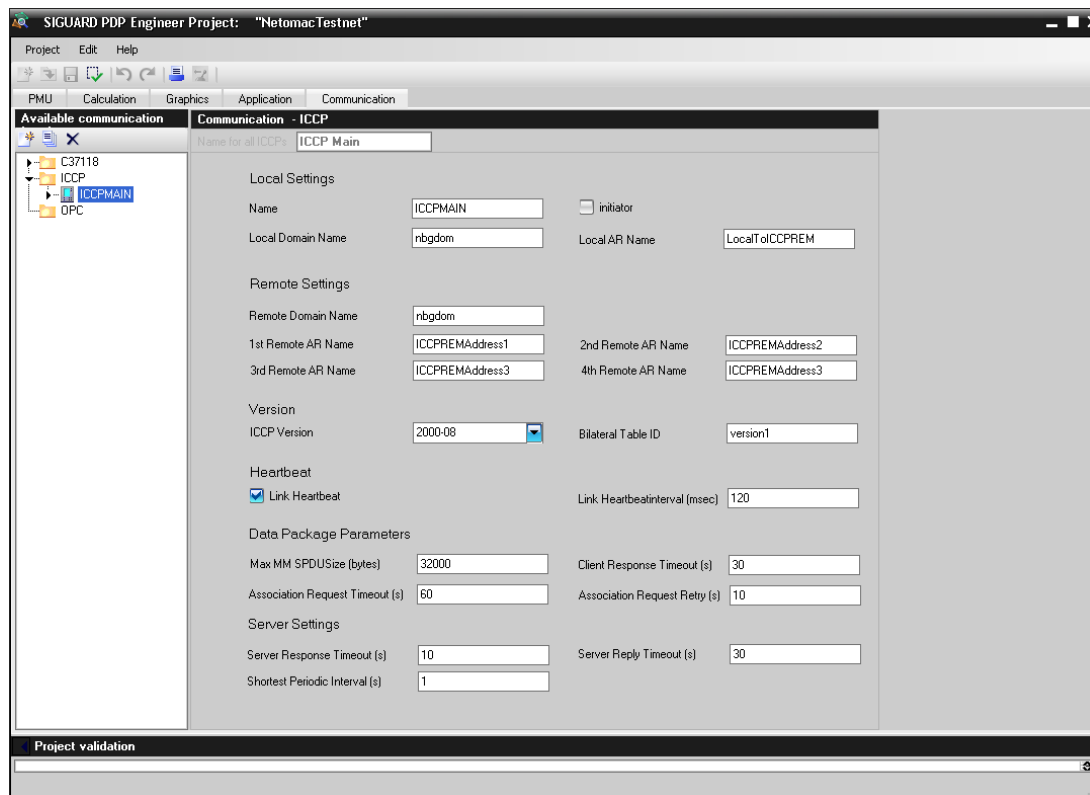 SIGUARD PDP Engineer Project: "NetomacTestnet"
Project Edit Help
PMU Calculation Graphics Application Communication
Available communication
Communication - ICCP
Name for all ICCPs ICCP Main
C37118
ICCP
ICCPMAIN
OPC
Local Settings
Name ICCPMAIN initiator
Local Domain Name nbgdom Local AR Name LocalToICCPREM
Remote Settings
Remote Domain Name nbgdom
1st Remote AR Name ICCPREMAddress1 2nd Remote AR Name ICCPREMAddress2
3rd Remote AR Name ICCPREMAddress3 4th Remote AR Name ICCPREMAddress3
Version
ICCP Version 2000-08 Bilateral Table ID version1
Heartbeat
Link Heartbeat Link Heartbeatinterval (msec) 120
Data Package Parameters
Max MM SPDUSize (bytes) 32000 Client Response Timeout (s) 30
Association Request Timeout (s) 60 Association Request Retry (s) 10
Server Settings
Server Response Timeout (s) 10 Server Reply Timeout (s) 30
Shortest Periodic Interval (s) 1
Project validation